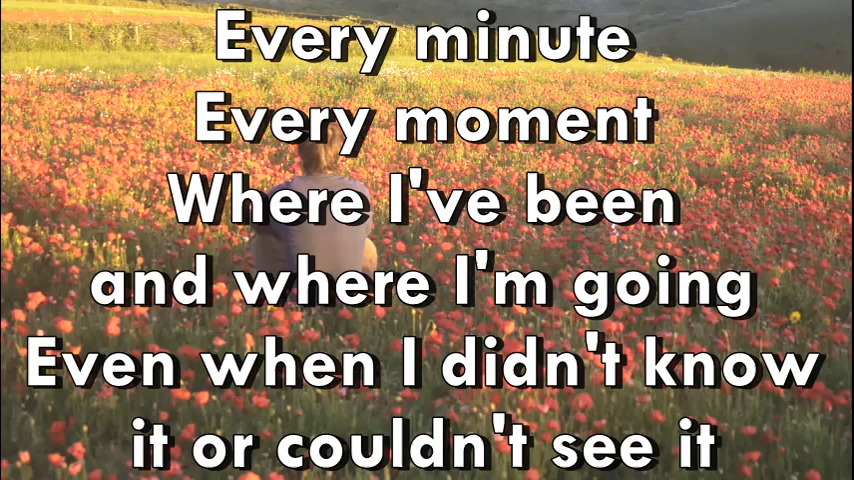 Every minute
Every moment
Where I've been
and where I'm going
Even when I didn't know
it or couldn't see it